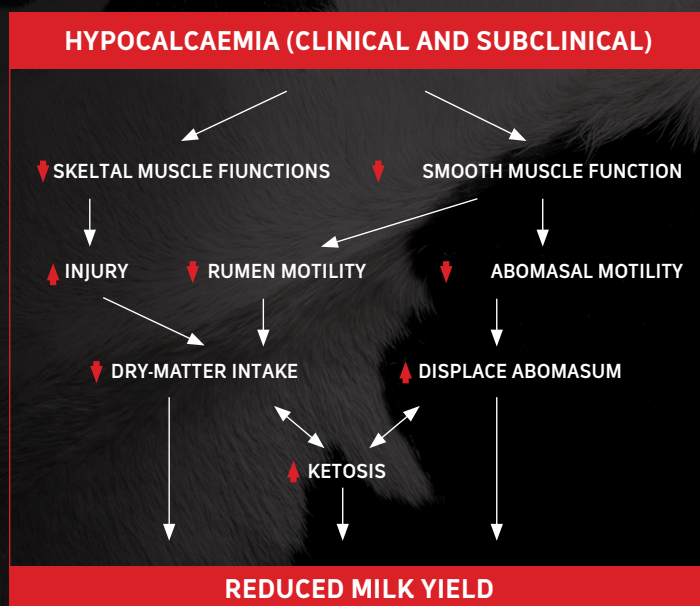 HYPOCALCAEMIA (CLINICAL AND SUBCLINICAL)
SKELTAL MUSCLE FIUNCTIONS
SMOOTH MUSCLE FUNCTION
INJURY
RUMEN MOTILITY
ABOMASAL MOTILITY
DRY-MATTER INTAKE
DISPLACE ABOMASUM
KETOSIS
REDUCED MILK YIELD